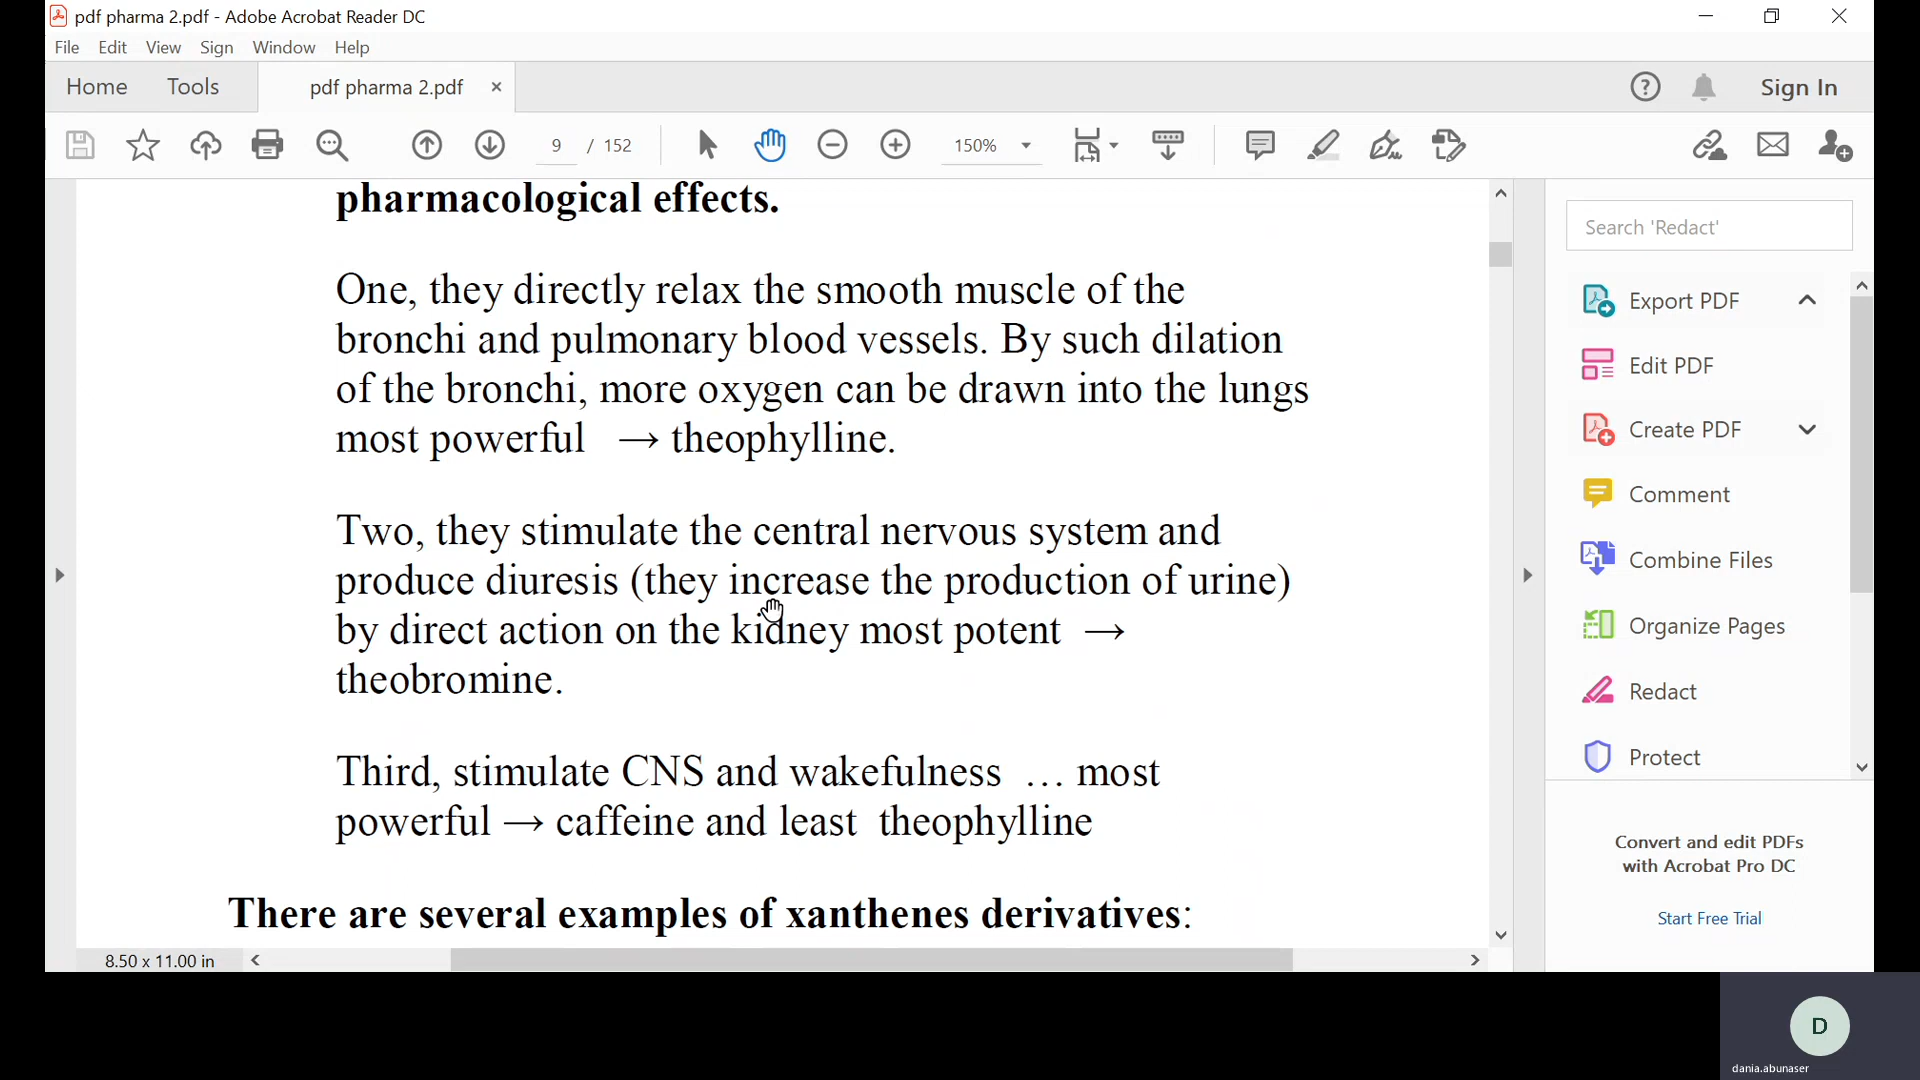 pdf pharma 2.pdf - Adobe Acrobat Reader DC
File Edit View Sign Window Help
Home Tools pdf pharma 2.pdf × Sign In
9 / 152 150%
pharmacological effects.
One, they directly relax the smooth muscle of the
bronchi and pulmonary blood vessels. By such dilation
of the bronchi, more oxygen can be drawn into the lungs
most powerful → theophylline.
Two, they stimulate the central nervous system and
produce diuresis (they increase the production of urine)
by direct action on the kidney most potent →
theobromine.
Third, stimulate CNS and wakefulness … most
powerful → caffeine and least theophylline
There are several examples of xanthenes derivatives:
8.50 x 11.00 in
Search 'Redact'
Export PDF
Edit PDF
Create PDF
Comment
Combine Files
Organize Pages
Redact
Protect
Convert and edit PDFs
with Acrobat Pro DC
Start Free Trial
D
dania.abunaser